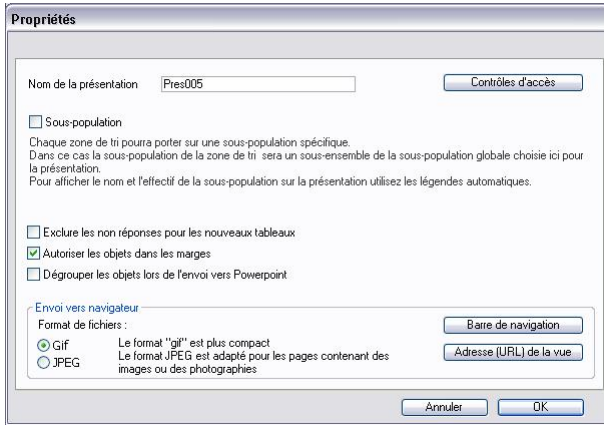 Propriétés
Nom de la présentation
Pres005
Contrôles d'accès
Sous-population
Chaque zone de tri pourra porter sur une sous-population spécifique.
Dans ce cas la sous-population de la zone de tri sera un sous-ensemble de la sous-population globale choisie ici pour
la présentation.
Pour afficher le nom et l'effectif de la sous-population sur la présentation utilisez les légendes automatiques.
Exclure les non réponses pour les nouveaux tableaux
Autoriser les objets dans les marges
Dégrouper les objets lors de l'envoi vers Powerpoint
Envoi vers navigateur
Format de fichiers :
Barre de navigation
Gif
Le format "gif" est plus compact
JPEG
Le format JPEG est adapté pour les pages contenant des
images ou des photographies
Adresse (URL) de la vue
Annuler
OK